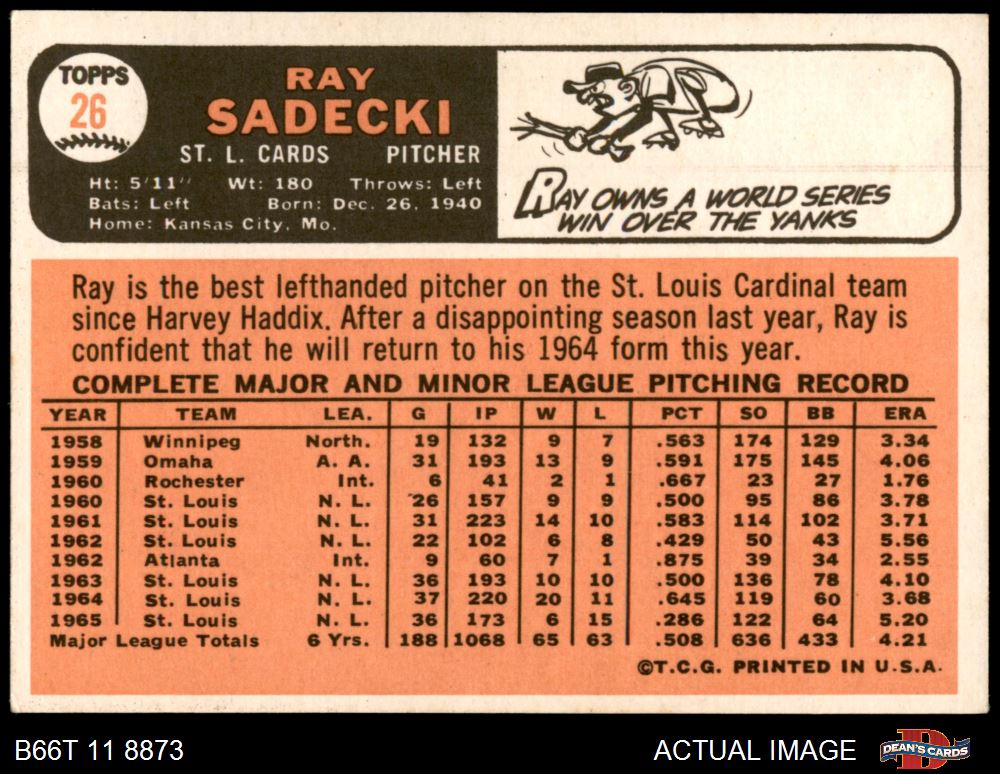 TOPPS
26
RAY
SADECKI
ST. L. CARDS PITCHER
Ht: 5'11" Wt: 180 Throws: Left
Bats: Left Born: Dec. 26, 1940
Home: Kansas City, Mo.
RAY OWNS A WORLD SERIES
WIN OVER THE YANKS
Ray is the best lefthanded pitcher on the St. Louis Cardinal team
since Harvey Haddix. After a disappointing season last year, Ray is
confident that he will return to his 1964 form this year.
COMPLETE MAJOR AND MINOR LEAGUE PITCHING RECORD
YEAR TEAM LEA. G IP W L PCT SO BB ERA
1958 Winnipeg North. 19 132 9 7 .563 174 129 3.34
1959 Omaha A. A. 31 193 13 9 .591 175 145 4.06
1960 Rochester Int. 6 41 2 1 .667 23 27 1.76
1960 St. Louis N. L. 26 157 9 9 .500 95 86 3.78
1961 St. Louis N. L. 31 223 14 10 .583 114 102 3.71
1962 St. Louis N. L. 22 102 6 8 .429 50 43 5.56
1962 Atlanta Int. 9 60 7 1 .875 39 34 2.55
1963 St. Louis N. L. 36 193 10 10 .500 136 78 4.10
1964 St. Louis N. L. 37 220 20 11 .645 119 60 3.68
1965 St. Louis N. L. 36 173 6 15 .286 122 64 5.20
Major League Totals 6 Yrs. 188 1068 65 63 .508 636 433 4.21
©T.C.G. PRINTED IN U.S.A.
B66T 11 8873 ACTUAL IMAGE DEAN'S CARDS